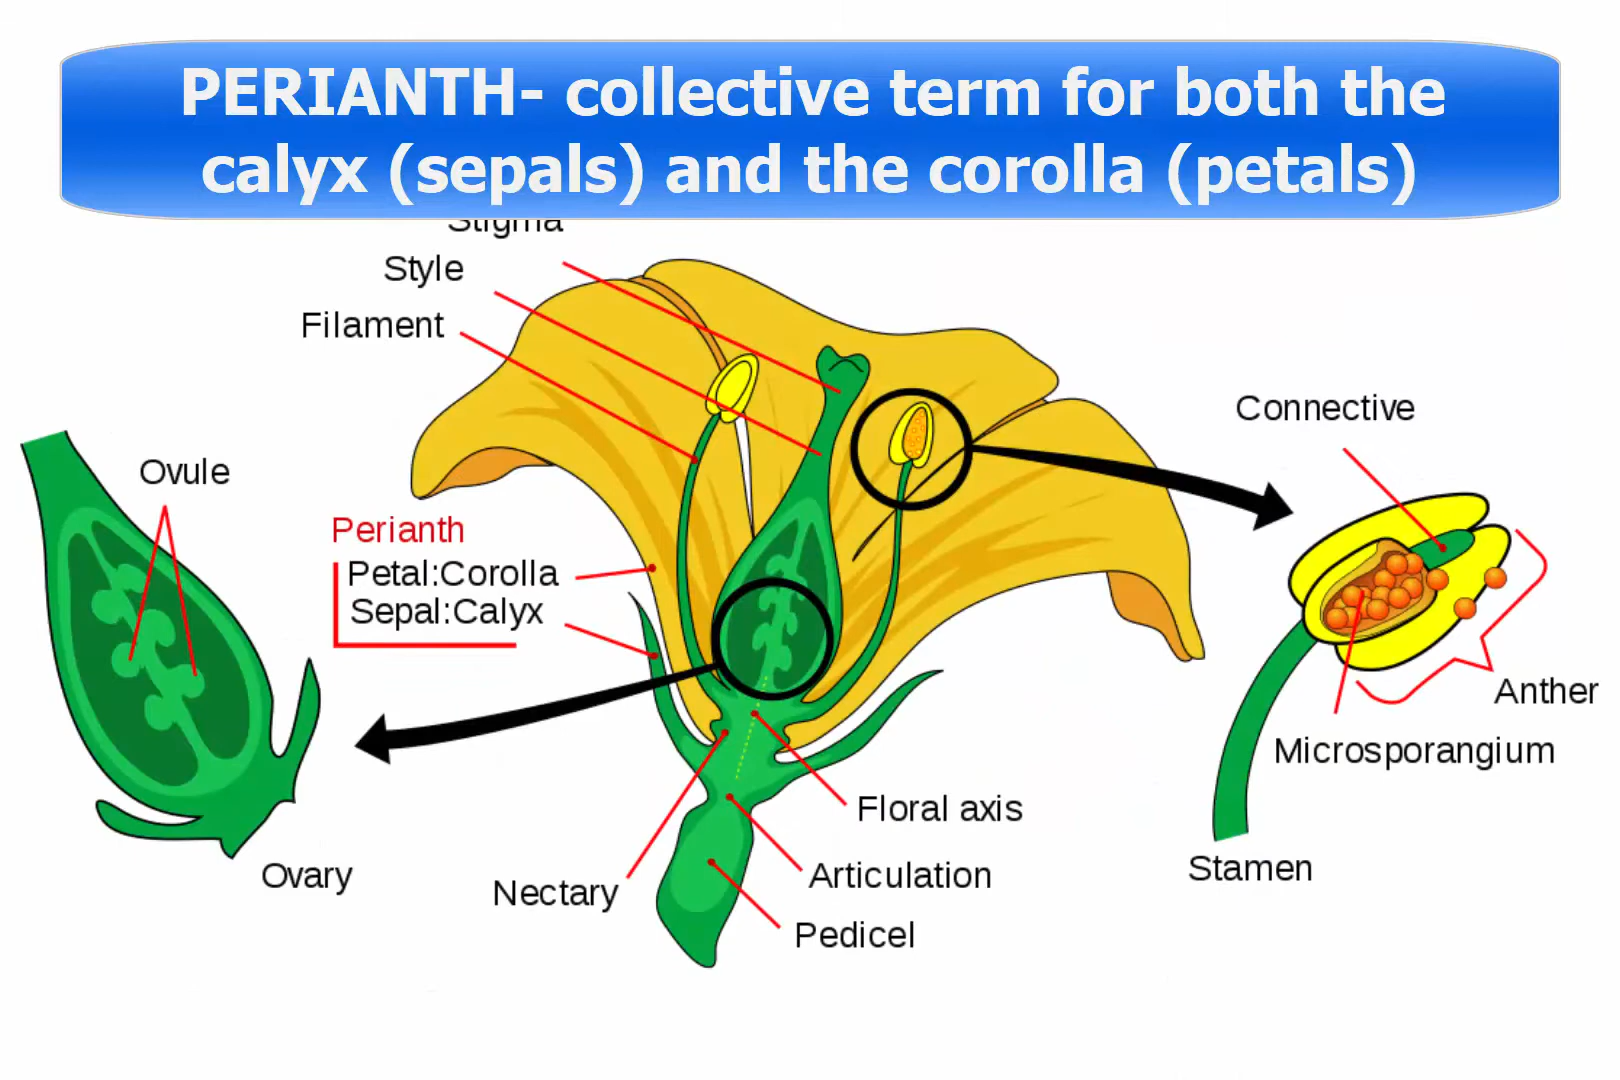 PERIANTH- collective term for both the
calyx (sepals) and the corolla (petals)
Stigma
Style
Filament
Connective
Ovule
Perianth
Petal:Corolla
Sepal:Calyx
Anther
Microsporangium
Floral axis
Stamen
Ovary
Articulation
Nectary
Pedicel